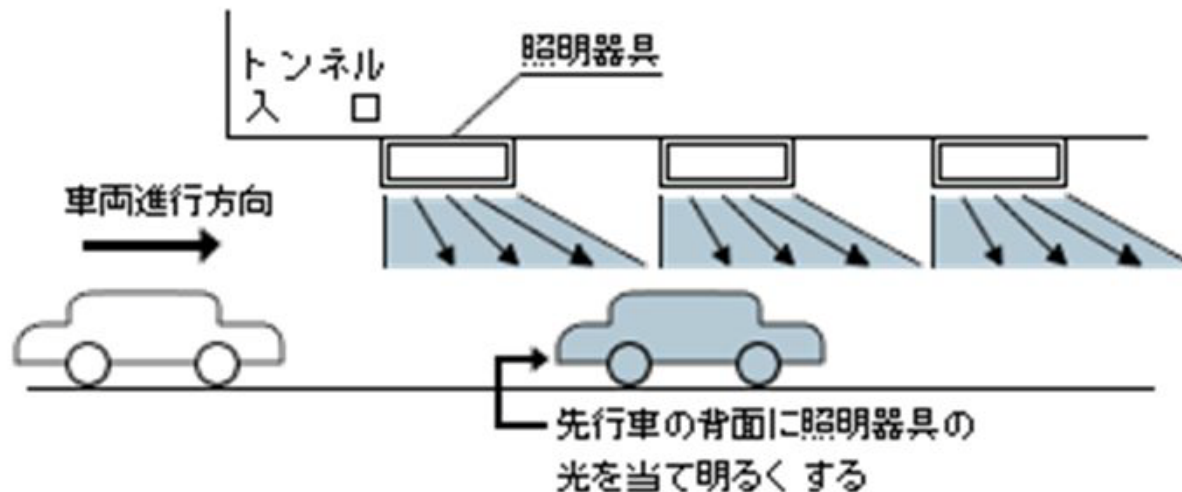 トンネル
入 口
照明器具
車両進行方向
先行車の背面に照明器具の
光を当て明るくする